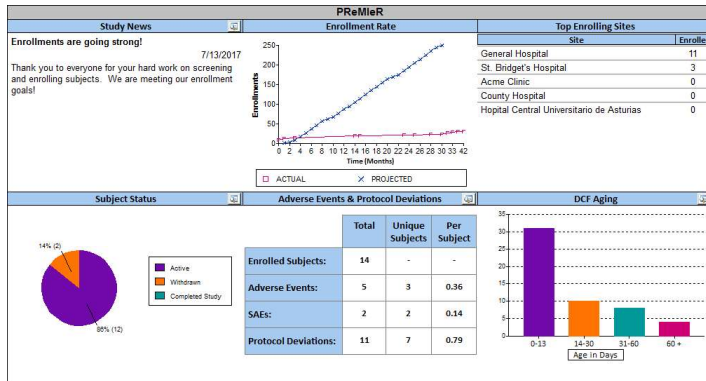 PReMIeR
Study News
Enrollments are going strong!
7/13/2017
Thank you to everyone for your hard work on screening
and enrolling subjects. We are meeting our enrollment
goals!
Enrollment Rate
Enrollments
250
200
150
100
50
0
0 2 4 6 8 10 12 14 16 18 20 22 24 26 28 30 33 42
Time (Months)
ACTUAL PROJECTED
Top Enrolling Sites
Site Enrolle
General Hospital 11
St. Bridget's Hospital 3
Acme Clinic 0
County Hospital 0
Hopital Central Universitario de Asturias 0
Subject Status
14% (2)
86% (12)
Active
Withdrawn
Completed Study
Adverse Events & Protocol Deviations
Total Unique Per
Subjects Subject
Enrolled Subjects: 14 - -
Adverse Events: 5 3 0.36
SAEs: 2 2 0.14
Protocol Deviations: 11 7 0.79
DCF Aging
35
30
25
20
15
10
5
0
0-13 14-30 31-60 60 +
Age in Days